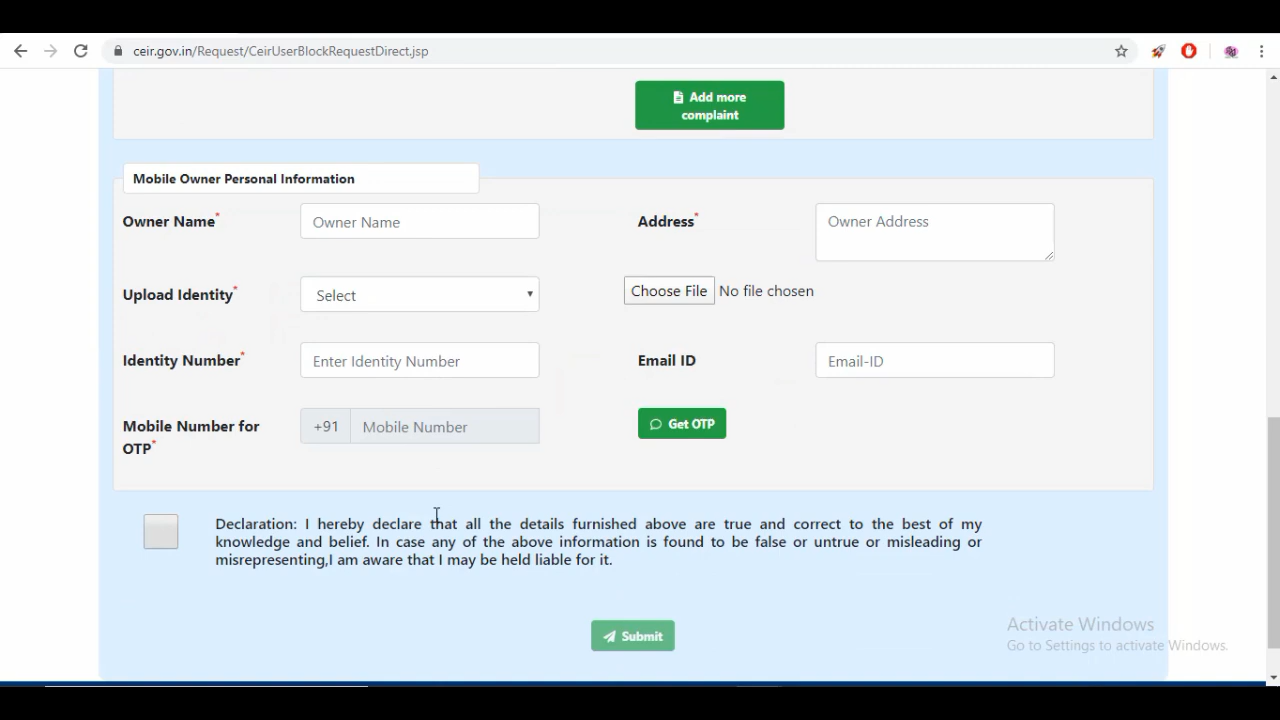 ceir.gov.in/Request/CeirUserBlockRequestDirect.jsp
Add more
complaint
Mobile Owner Personal Information
Owner Name* Owner Name Address* Owner Address
Upload Identity* Select Choose File No file chosen
Identity Number* Enter Identity Number Email ID Email-ID
Mobile Number for
OTP* +91 Mobile Number Get OTP
Declaration: I hereby declare that all the details furnished above are true and correct to the best of my
knowledge and belief. In case any of the above information is found to be false or untrue or misleading or
misrepresenting,I am aware that I may be held liable for it.
Submit
Activate Windows
Go to Settings to activate Windows.